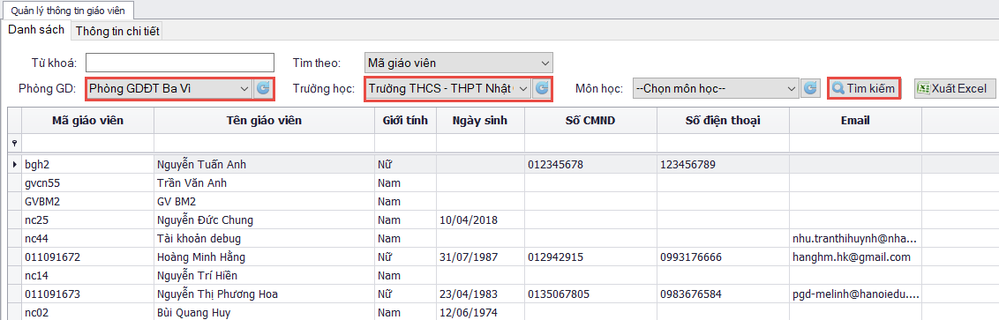 Quản lý thông tin giáo viên
Danh sách Thông tin chi tiết
Từ khoá: Tìm theo: Mã giáo viên
Phòng GD: Phòng GDĐT Ba Vì Trường học: Trường THCS - THPT Nhật Môn học: --Chọn môn học-- Tìm kiếm Xuất Excel
Mã giáo viên Tên giáo viên Giới tính Ngày sinh Số CMND Số điện thoại Email
bgh2 Nguyễn Tuấn Anh Nữ 012345678 123456789
gvcn55 Trần Văn Anh Nam
GVBM2 GV BM2 Nam
nc25 Nguyễn Đức Chung Nam 10/04/2018
nc44 Tài khoản debug Nam nhu.tranthihuynh@nha...
011091672 Hoàng Minh Hằng Nữ 31/07/1987 012942915 0993176666 hanghm.hk@gmail.com
nc14 Nguyễn Trí Hiền Nam
011091673 Nguyễn Thị Phương Hoa Nữ 23/04/1983 0135067805 0983676584 pgd-melinh@hanoiedu....
nc02 Bùi Quang Huy Nam 12/06/1974